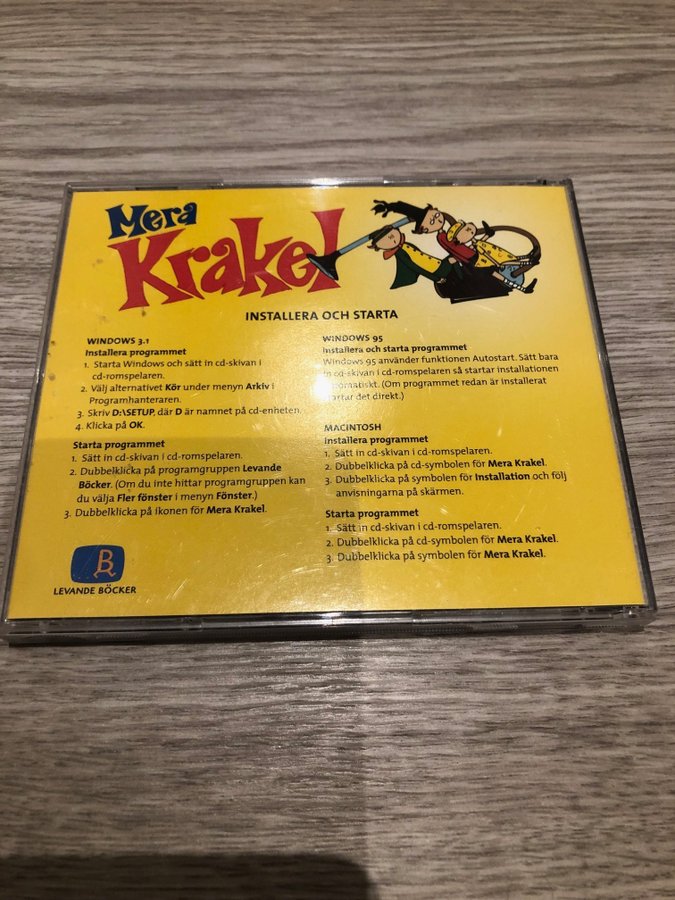 Mera
Krakel
INSTALLERA OCH STARTA
WINDOWS 3.1
Installera programmet
1. Starta Windows och sätt in cd-skivan i
cd-romspelaren.
2. Välj alternativet Kör under menyn Arkiv i
Programhanteraren.
3. Skriv D:\SETUP, där D är namnet på cd-enheten.
4. Klicka på OK.
Starta programmet
1. Sätt in cd-skivan i cd-romspelaren.
2. Dubbelklicka på programgruppen Levande
Böcker. (Om du inte hittar programgruppen kan
du välja Fler fönster i menyn Fönster.)
3. Dubbelklicka på ikonen för Mera Krakel.
WINDOWS 95
Installera och starta programmet
Windows 95 använder funktionen Autostart. Sätt bara
in cd-skivan i cd-romspelaren så startar installationen
automatiskt. (Om programmet redan är installerat
startar det direkt.)
MACINTOSH
Installera programmet
1. Sätt in cd-skivan i cd-romspelaren.
2. Dubbelklicka på cd-symbolen för Mera Krakel.
3. Dubbelklicka på symbolen för Installation och följ
anvisningarna på skärmen.
Starta programmet
1. Sätt in cd-skivan i cd-romspelaren.
2. Dubbelklicka på cd-symbolen för Mera Krakel.
3. Dubbelklicka på symbolen för Mera Krakel.
B
LEVANDE BÖCKER